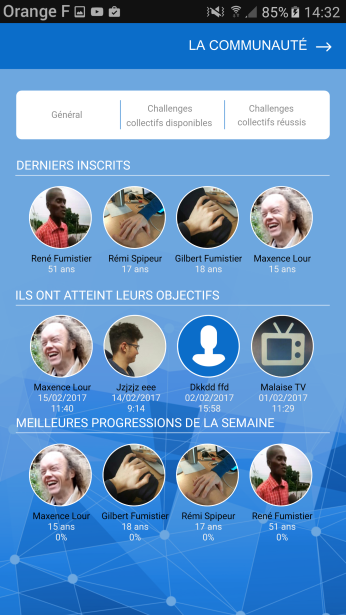 Orange F 85% 14:32
LA COMMUNAUTÉ
Général
Challenges
collectifs disponibles
Challenges
collectifs réussis
DERNIERS INSCRITS
René Fumistier Rémi Spipeur Gilbert Fumistier Maxence Lour
51 ans 17 ans 18 ans 15 ans
ILS ONT ATTEINT LEURS OBJECTIFS
Maxence Lour Jzjzjz eee Dkkdd ffd Malaise TV
15/02/2017 14/02/2017 02/02/2017 01/02/2017
11:40 9:14 15:58 11:29
MEILLEURES PROGRESSIONS DE LA SEMAINE
Maxence Lour Gilbert Fumistier Rémi Spipeur René Fumistier
15 ans 18 ans 17 ans 51 ans
0% 0% 0% 0%